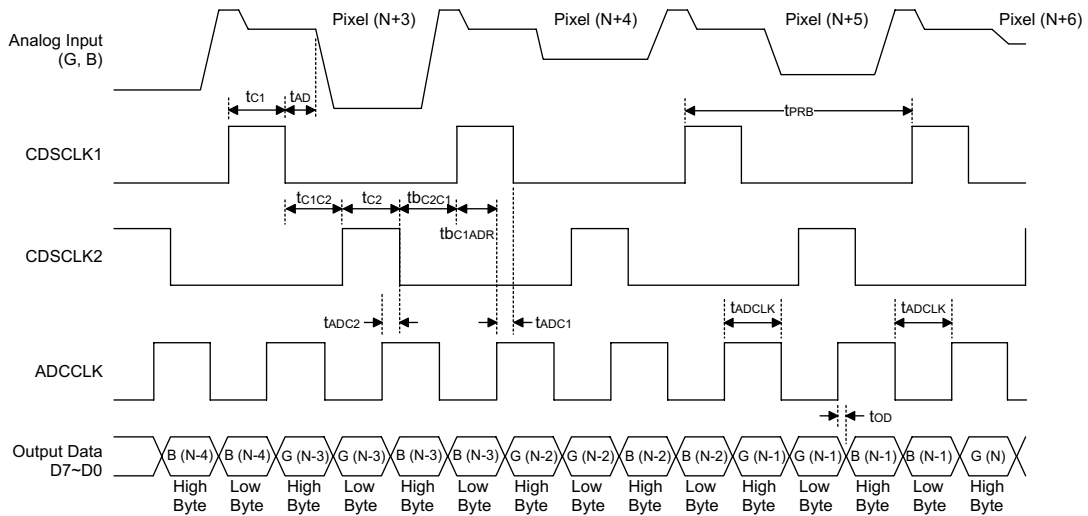 Pixel (N+3) Pixel (N+4) Pixel (N+5) Pixel (N+6)
Analog Input
(G, B)
tC1 tAD tPRB
CDSCLK1
tC1C2 tC2 tbC2C1
tbC1ADR
CDSCLK2
tADC2 tADC1 tADCLK tADCLK
ADCCLK
tOD
Output Data
D7~D0
B (N-4) B (N-4) G (N-3) G (N-3) B (N-3) B (N-3) G (N-2) G (N-2) B (N-2) B (N-2) G (N-1) G (N-1) B (N-1) B (N-1) G (N)
High Low High Low High Low High Low High Low High Low High Low High
Byte Byte Byte Byte Byte Byte Byte Byte Byte Byte Byte Byte Byte Byte Byte